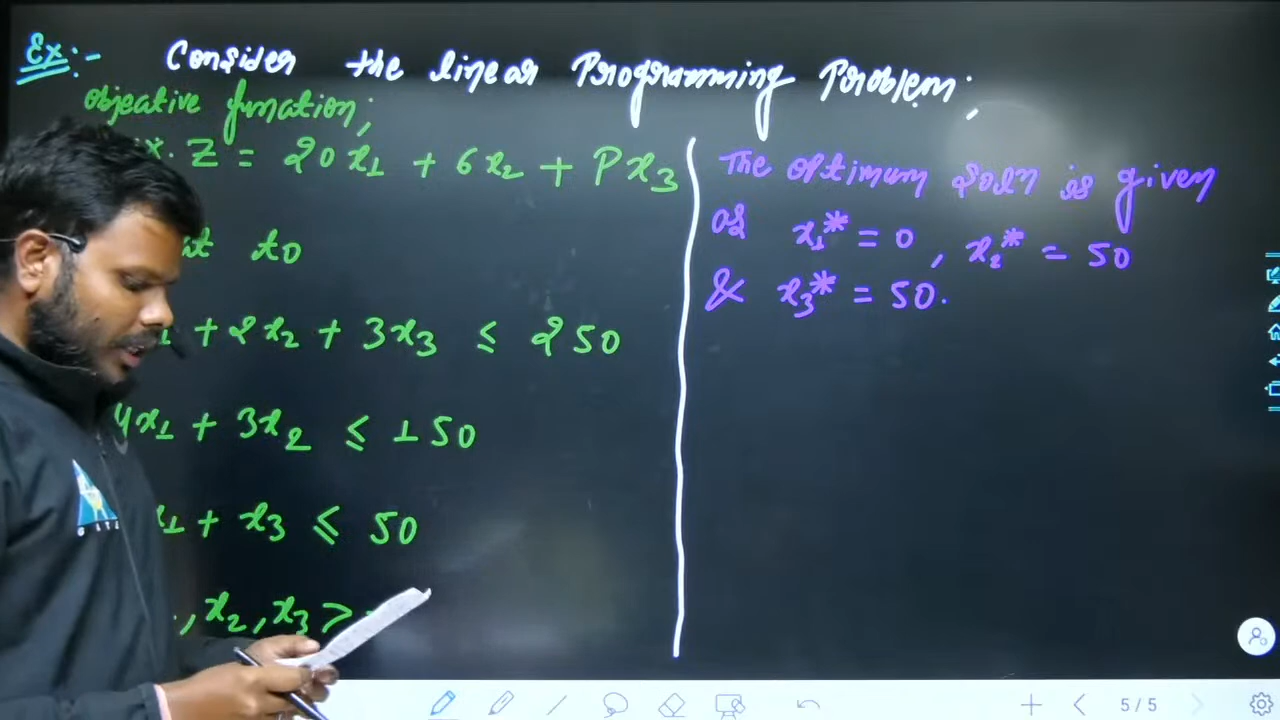 Ex:- Consider the linear Programming Problem;
objective function;
x. Z = 20x₁ + 6x₂ + Px₃
to
+ 2x₂ + 3x₃ ≤ 250
4x₁ + 3x₂ ≤ 150
x₁ + x₃ ≤ 50
, x₂, x₃ >
The optimum Soln is given
as x₁* = 0, x₂* = 50
& x₃* = 50.
5/5